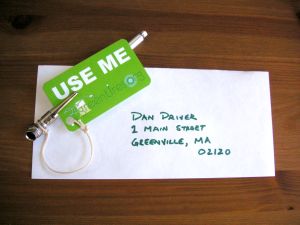 USE ME
DAN DRIVER
1 MAIN STREET
GREENVILLE, MA
02120